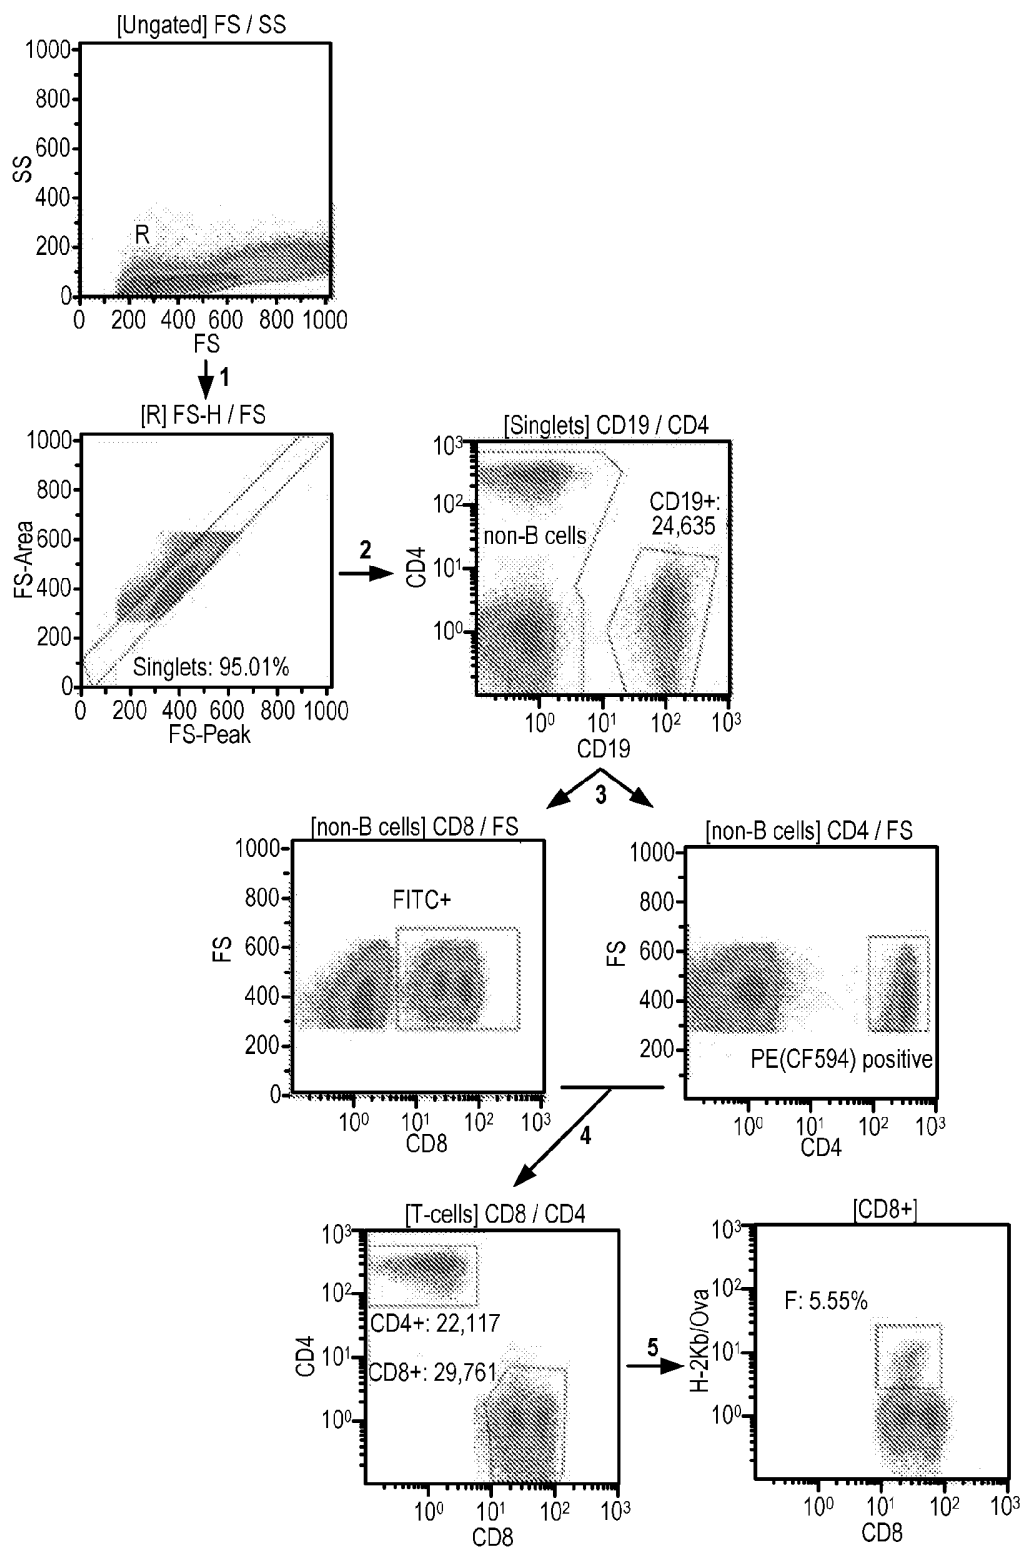 [Ungated] FS / SS
1000
800
600
400
200
0
SS
R
0 200 400 600 800 1000
FS
1
[R] FS-H / FS
1000
800
600
400
200
0
FS-Area
Singlets: 95.01%
0 200 400 600 800 1000
FS-Peak
2
[Singlets] CD19 / CD4
10³
10²
10¹
10⁰
CD4
CD19+:
24,635
non-B cells
10⁰ 10¹ 10² 10³
CD19
3
[non-B cells] CD8 / FS
1000
800
600
400
200
0
FS
FITC+
10⁰ 10¹ 10² 10³
CD8
[non-B cells] CD4 / FS
1000
800
600
400
200
FS
PE(CF594) positive
10⁰ 10¹ 10² 10³
CD4
4
[T-cells] CD8 / CD4
10³
10²
10¹
10⁰
CD4
CD4+: 22,117
CD8+: 29,761
10⁰ 10¹ 10² 10³
CD8
5
[CD8+]
10³
10²
10¹
10⁰
H-2Kb/Ova
F: 5.55%
10⁰ 10¹ 10² 10³
CD8